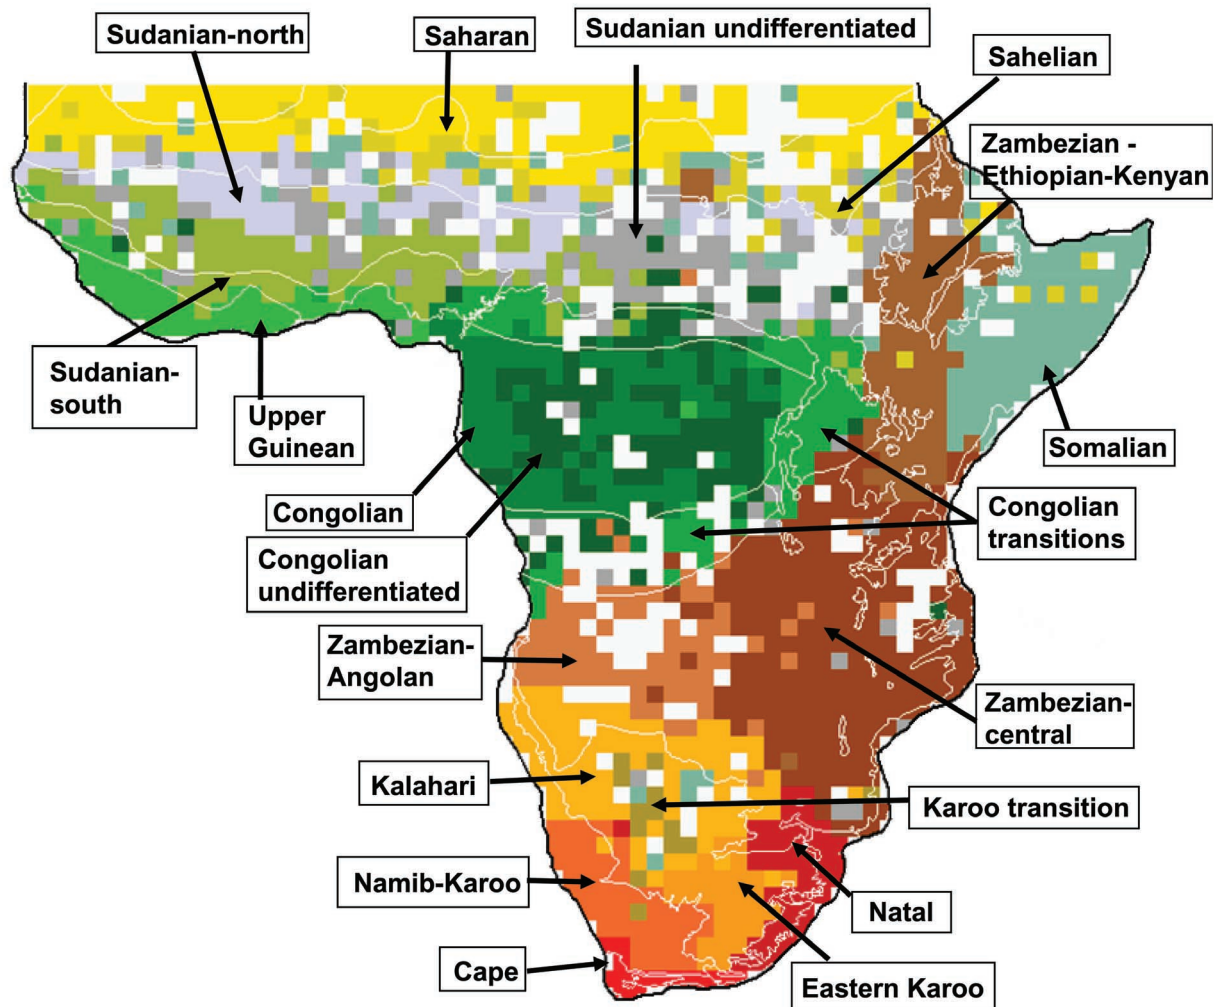 Sudanian-north
Saharan
Sudanian undifferentiated
Sahelian
Zambezian -
Ethiopian-Kenyan
Sudanian-
south
Upper
Guinean
Somalian
Congolian
Congolian
transitions
Congolian
undifferentiated
Zambezian-
Angolan
Zambezian-
central
Kalahari
Karoo transition
Namib-Karoo
Natal
Cape
Eastern Karoo